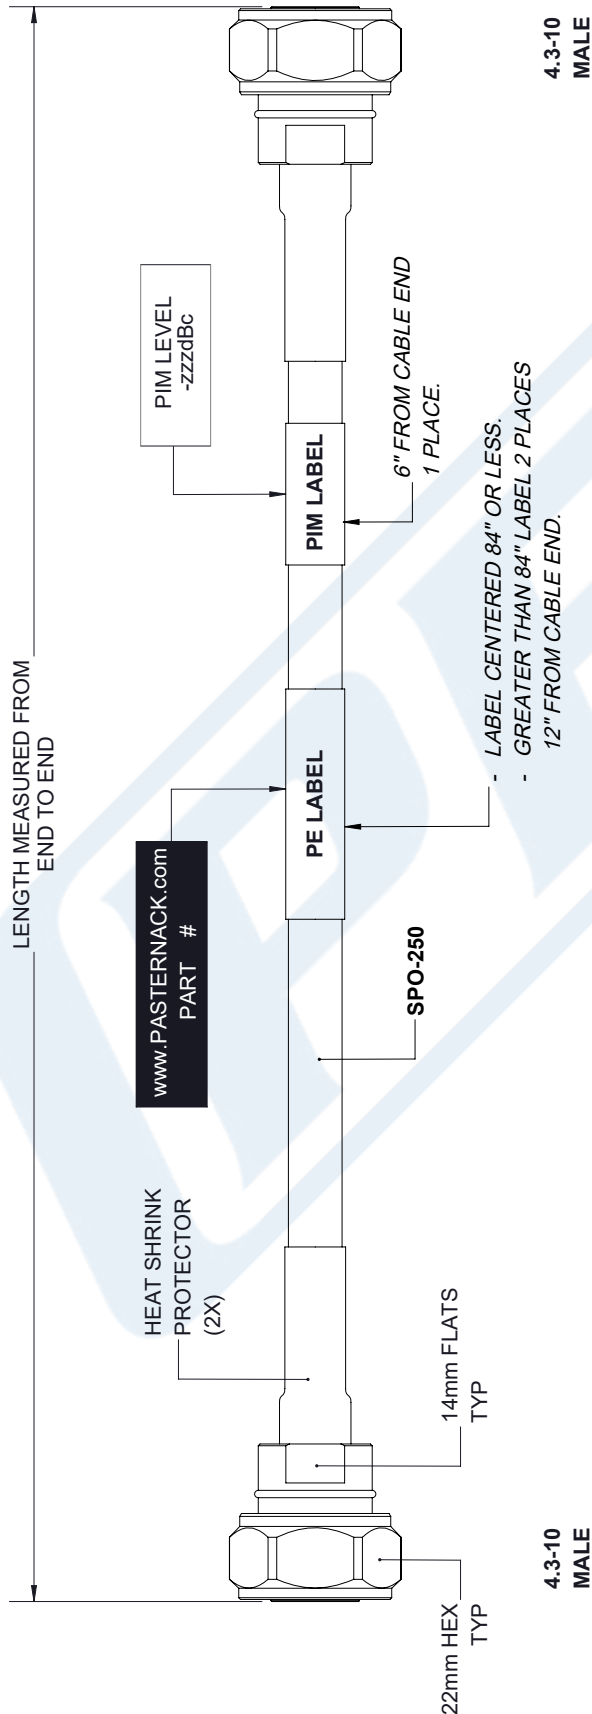 LENGTH MEASURED FROM
END TO END
HEAT SHRINK
PROTECTOR
(2X)
www.PASTERNACK.com
PART #
PIM LEVEL
-zzzdBc
PE LABEL
PIM LABEL
22mm HEX
TYP
14mm FLATS
TYP
SPO-250
6" FROM CABLE END
1 PLACE.
- LABEL CENTERED 84" OR LESS.
- GREATER THAN 84" LABEL 2 PLACES
12" FROM CABLE END.
4.3-10
MALE
4.3-10
MALE